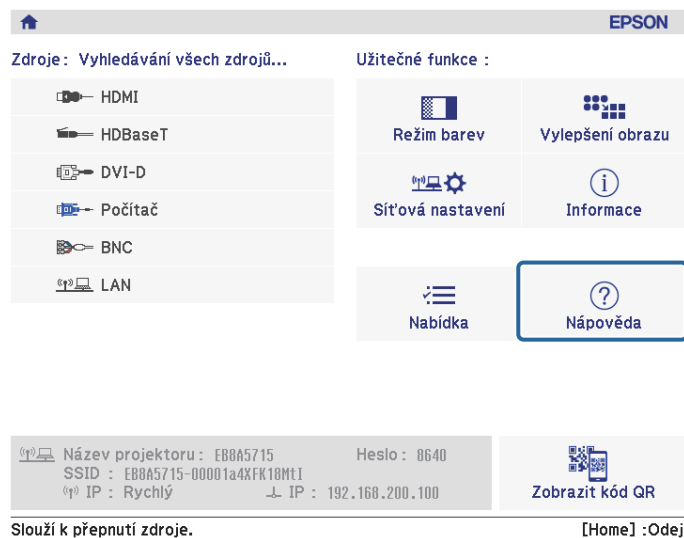 EPSON
Zdroje: Vyhledávání všech zdrojů...
HDMI
HDBaseT
DVI-D
Počítač
BNC
LAN
Užitečné funkce :
Režim barev
Vylepšení obrazu
Síťová nastavení
Informace
Nabídka
Nápověda
Název projektoru : EB8A5715 Heslo : 8640
SSID : EB8A5715-00001a4XFK18MtI
IP : Rychlý IP : 192.168.200.100
Zobrazit kód QR
Slouží k přepnutí zdroje. [Home] :Odej